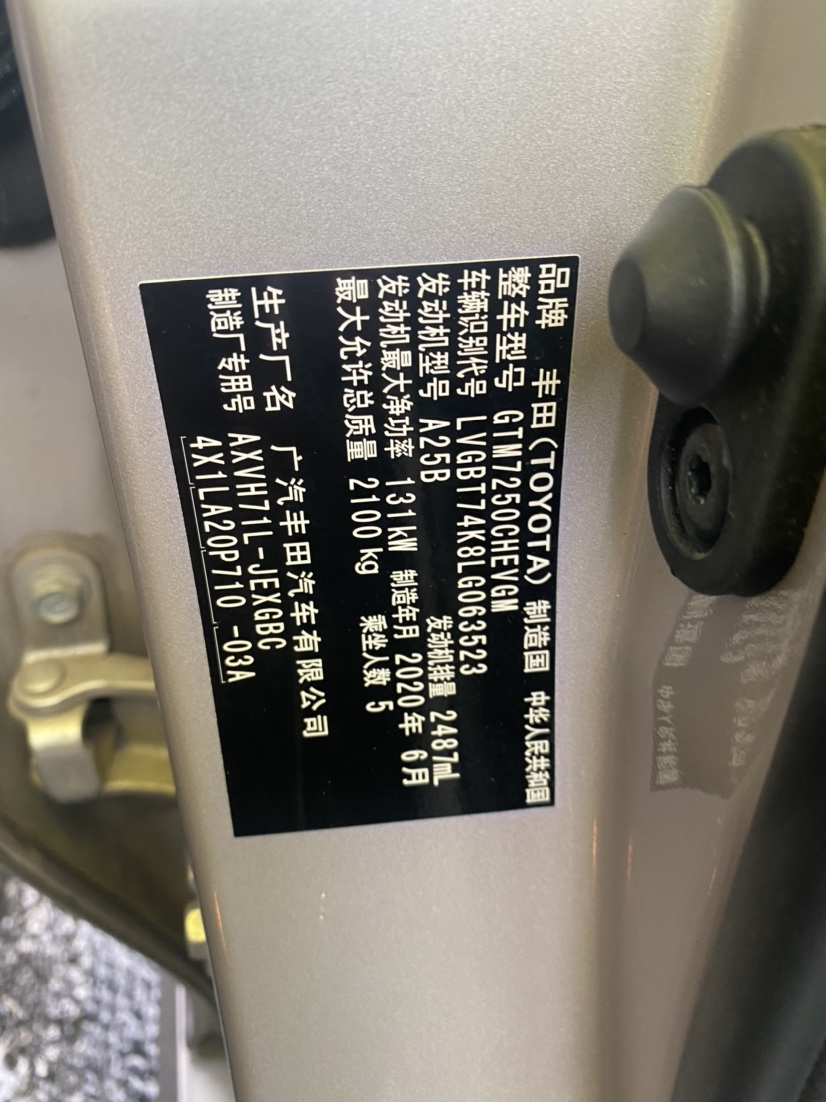 品牌 丰田(TOYOTA) 制造国 中华人民共和国
整车型号 GTM7250CHEVGM
车辆识别代号 LVGBT74K8LG063523
发动机型号 A25B 发动机排量 2487mL
发动机最大净功率 131kW 制造年月 2020年 6月
最大允许总质量 2100kg 乘坐人数 5
生产厂名 广汽丰田汽车有限公司
制造厂专用号 AXVH71L-JEXGBC
4X1LA20P710 -03A